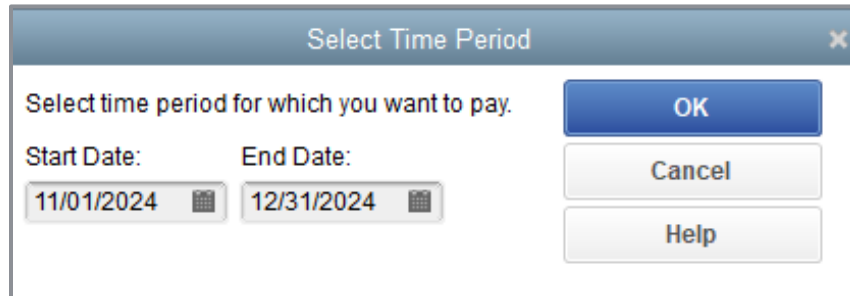 Select Time Period
Select time period for which you want to pay.
OK
Start Date:
End Date:
Cancel
11/01/2024
12/31/2024
Help